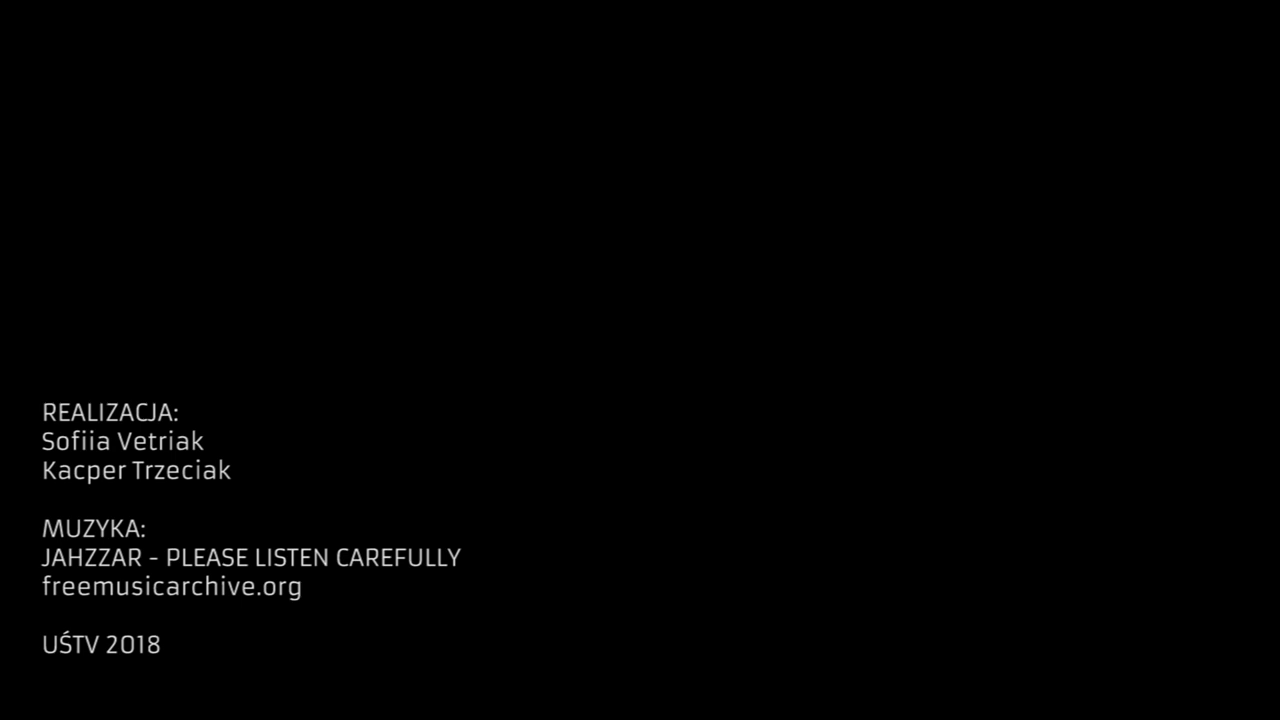 REALIZACJA:
Sofiia Vetriak
Kacper Trzeciak
MUZYKA:
JAHZZAR - PLEASE LISTEN CAREFULLY
freemusicarchive.org
UŚTV 2018